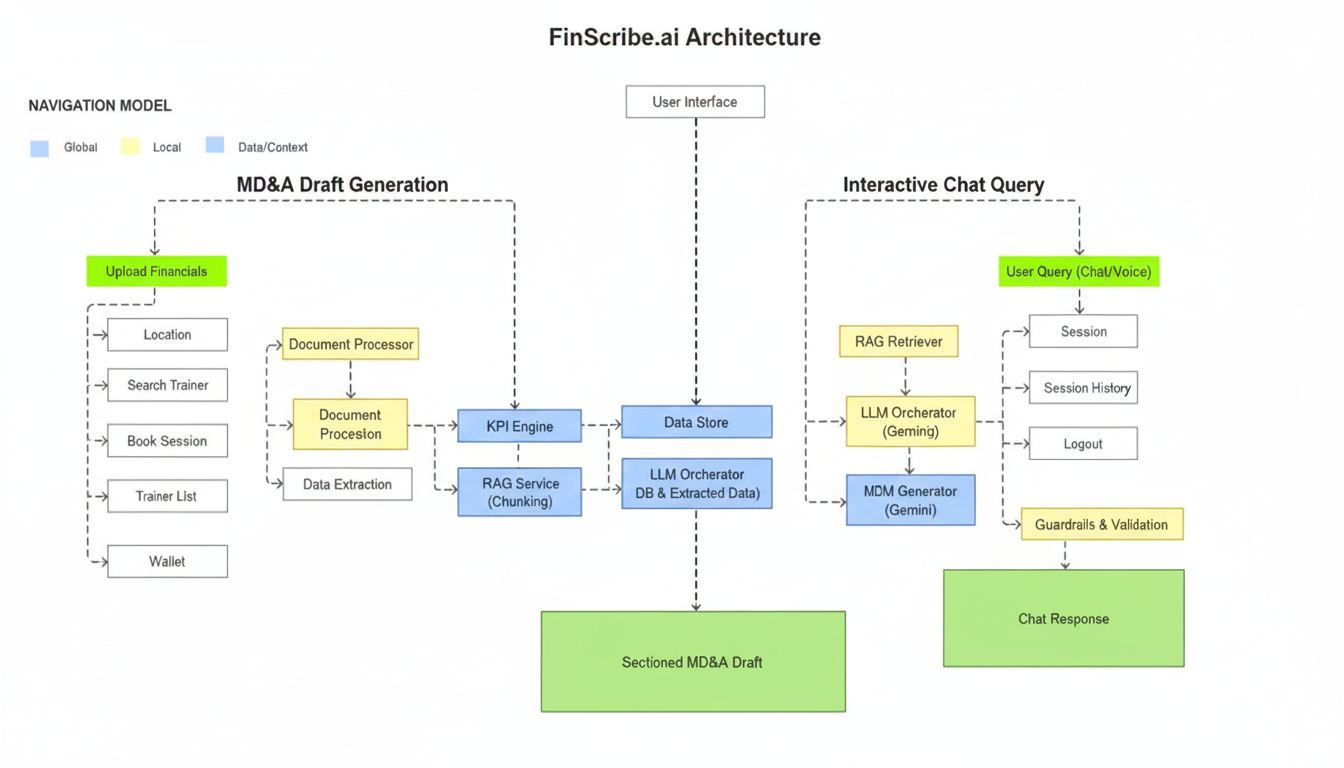 FinScribe.ai Architecture
User Interface
NAVIGATION MODEL
Global
Local
Data/Context
MD&A Draft Generation
Upload Financials
Location
Search Trainer
Book Session
Trainer List
Wallet
Document Processor
Document
Procesion
Data Extraction
KPI Engine
RAG Service
(Chunking)
Data Store
LLM Orcherator
DB & Extracted Data)
Sectioned MD&A Draft
Interactive Chat Query
User Query (Chat/Voice)
Session
Session History
Logout
RAG Retriever
LLM Orcherator
(Geming)
MDM Generator
(Gemini)
Guardrails & Validation
Chat Response